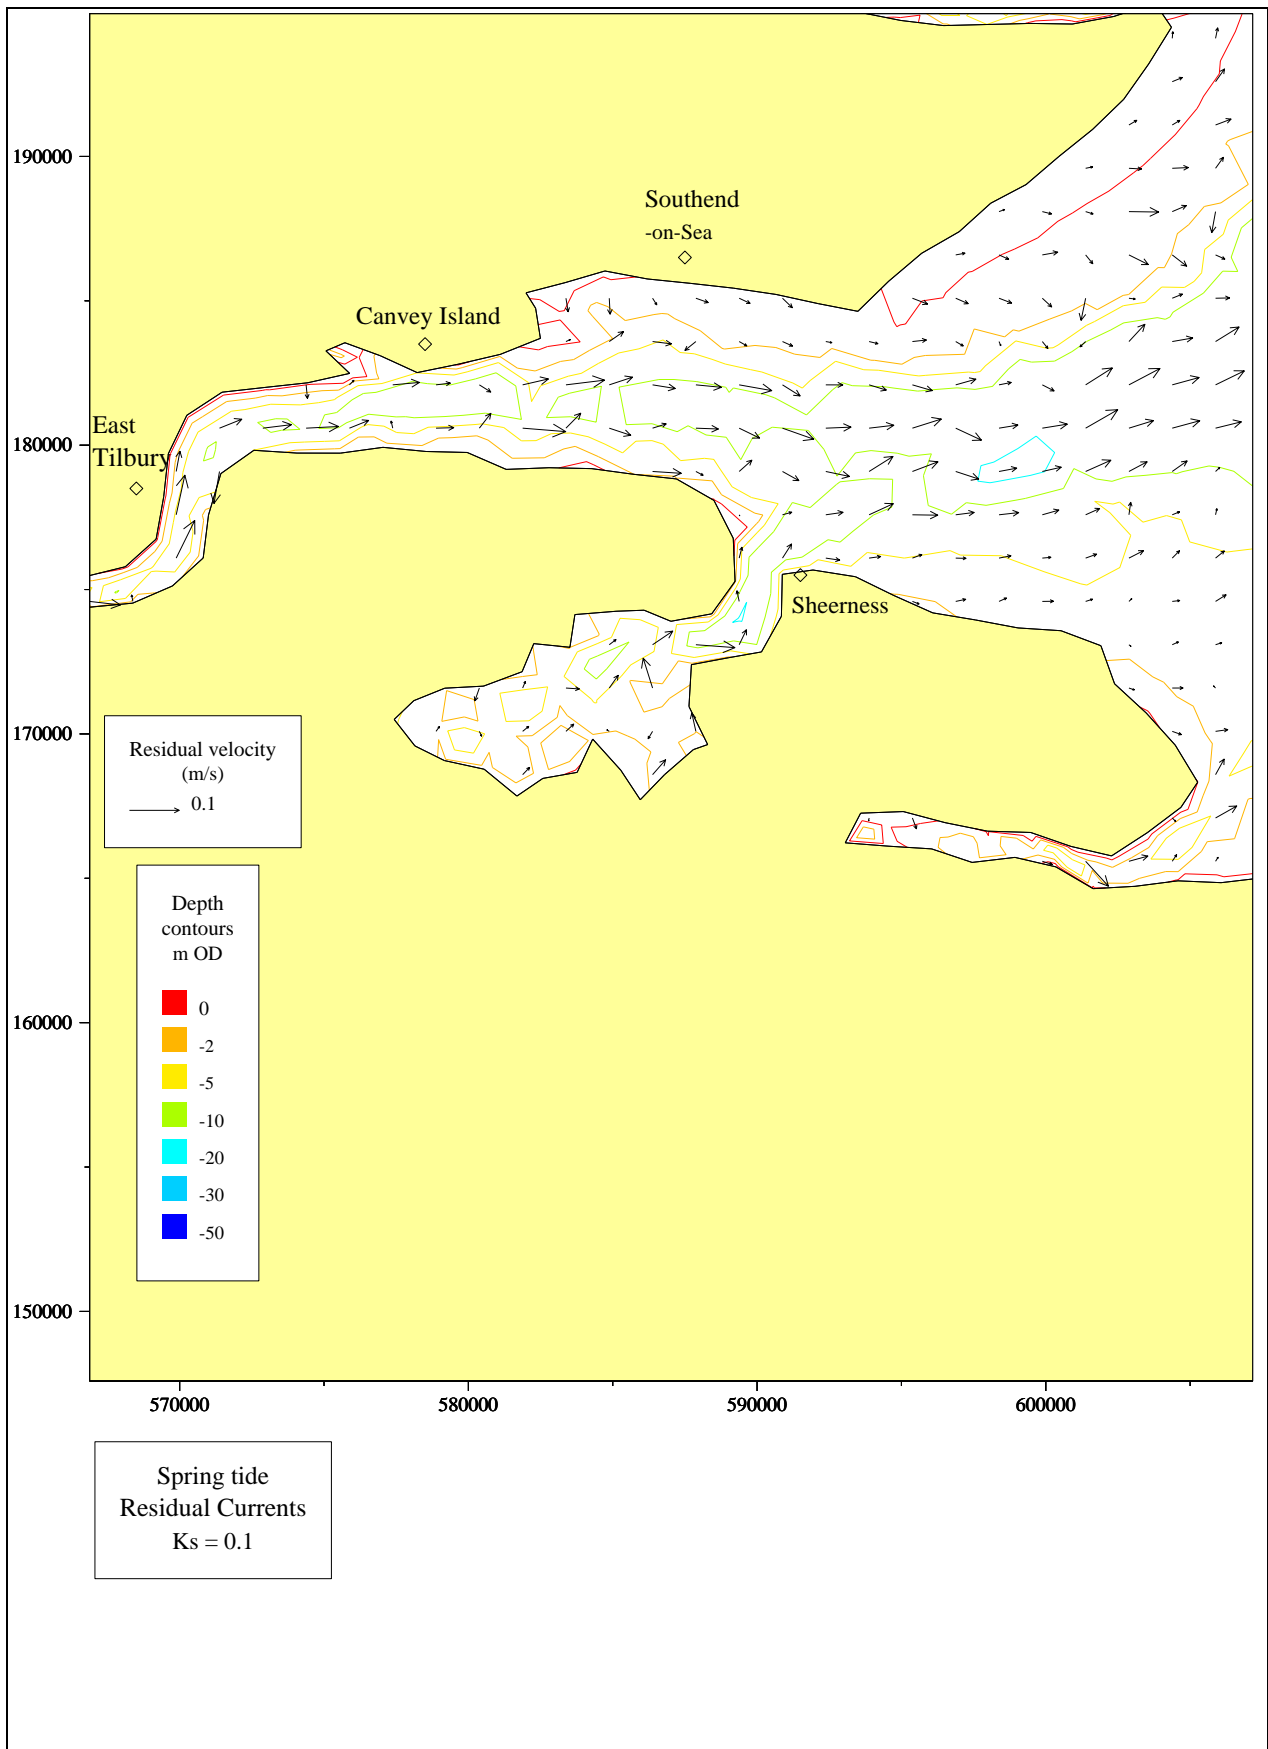 190000
180000
170000
160000
150000
Southend
-on-Sea
Canvey Island
East
Tilbury
Sheerness
Residual velocity
(m/s)
0.1
Depth
contours
m OD
0
-2
-5
-10
-20
-30
-50
570000
580000
590000
600000
Spring tide
Residual Currents
Ks = 0.1